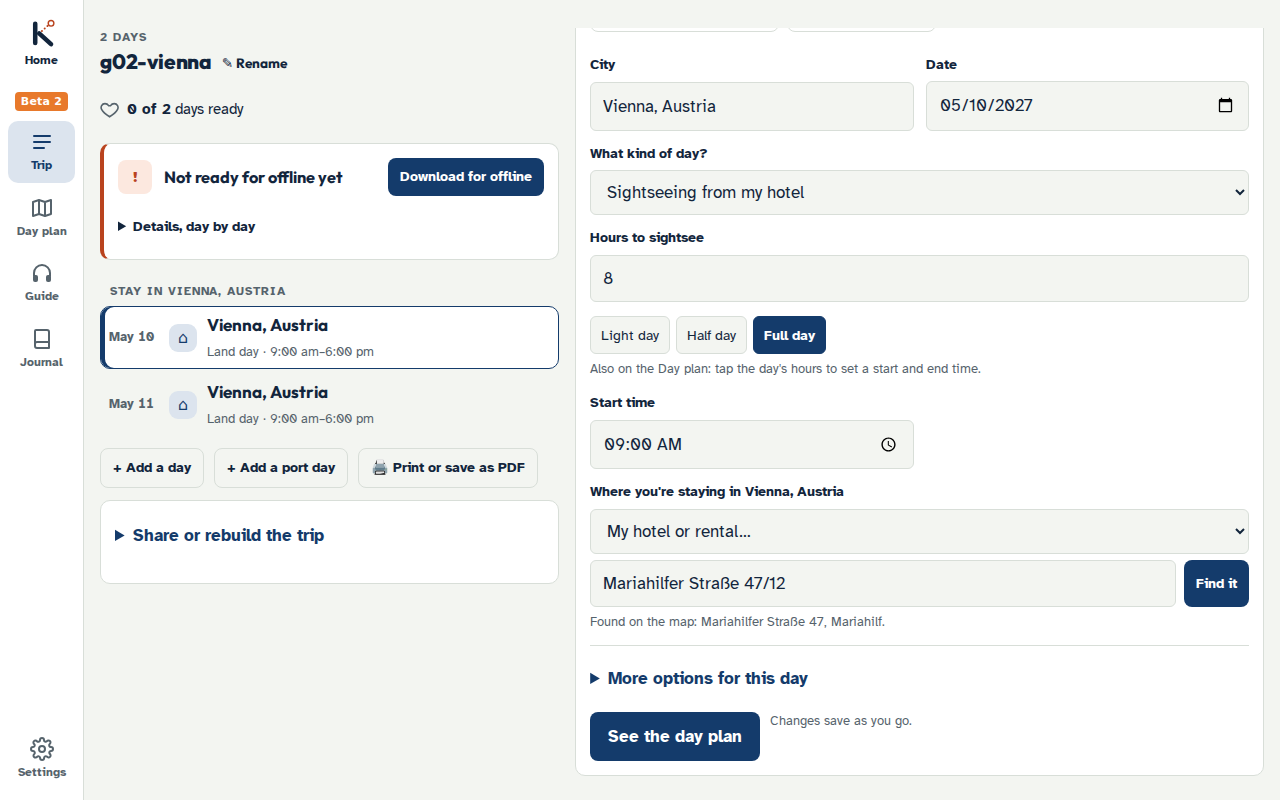 Home
Beta 2
Trip
Day plan
Guide
Journal
Settings
2 DAYS
g02-vienna
✎ Rename
0 of 2 days ready
!
Not ready for offline yet
Download for offline
▶ Details, day by day
STAY IN VIENNA, AUSTRIA
May 10
Vienna, Austria
Land day · 9:00 am–6:00 pm
May 11
Vienna, Austria
Land day · 9:00 am–6:00 pm
+ Add a day
+ Add a port day
🖨️ Print or save as PDF
▶ Share or rebuild the trip
City
Date
Vienna, Austria
05/10/2027
What kind of day?
Sightseeing from my hotel
Hours to sightsee
8
Light day
Half day
Full day
Also on the Day plan: tap the day's hours to set a start and end time.
Start time
09:00 AM
Where you're staying in Vienna, Austria
My hotel or rental…
Mariahilfer Straße 47/12
Find it
Found on the map: Mariahilfer Straße 47, Mariahilf.
▶ More options for this day
See the day plan
Changes save as you go.